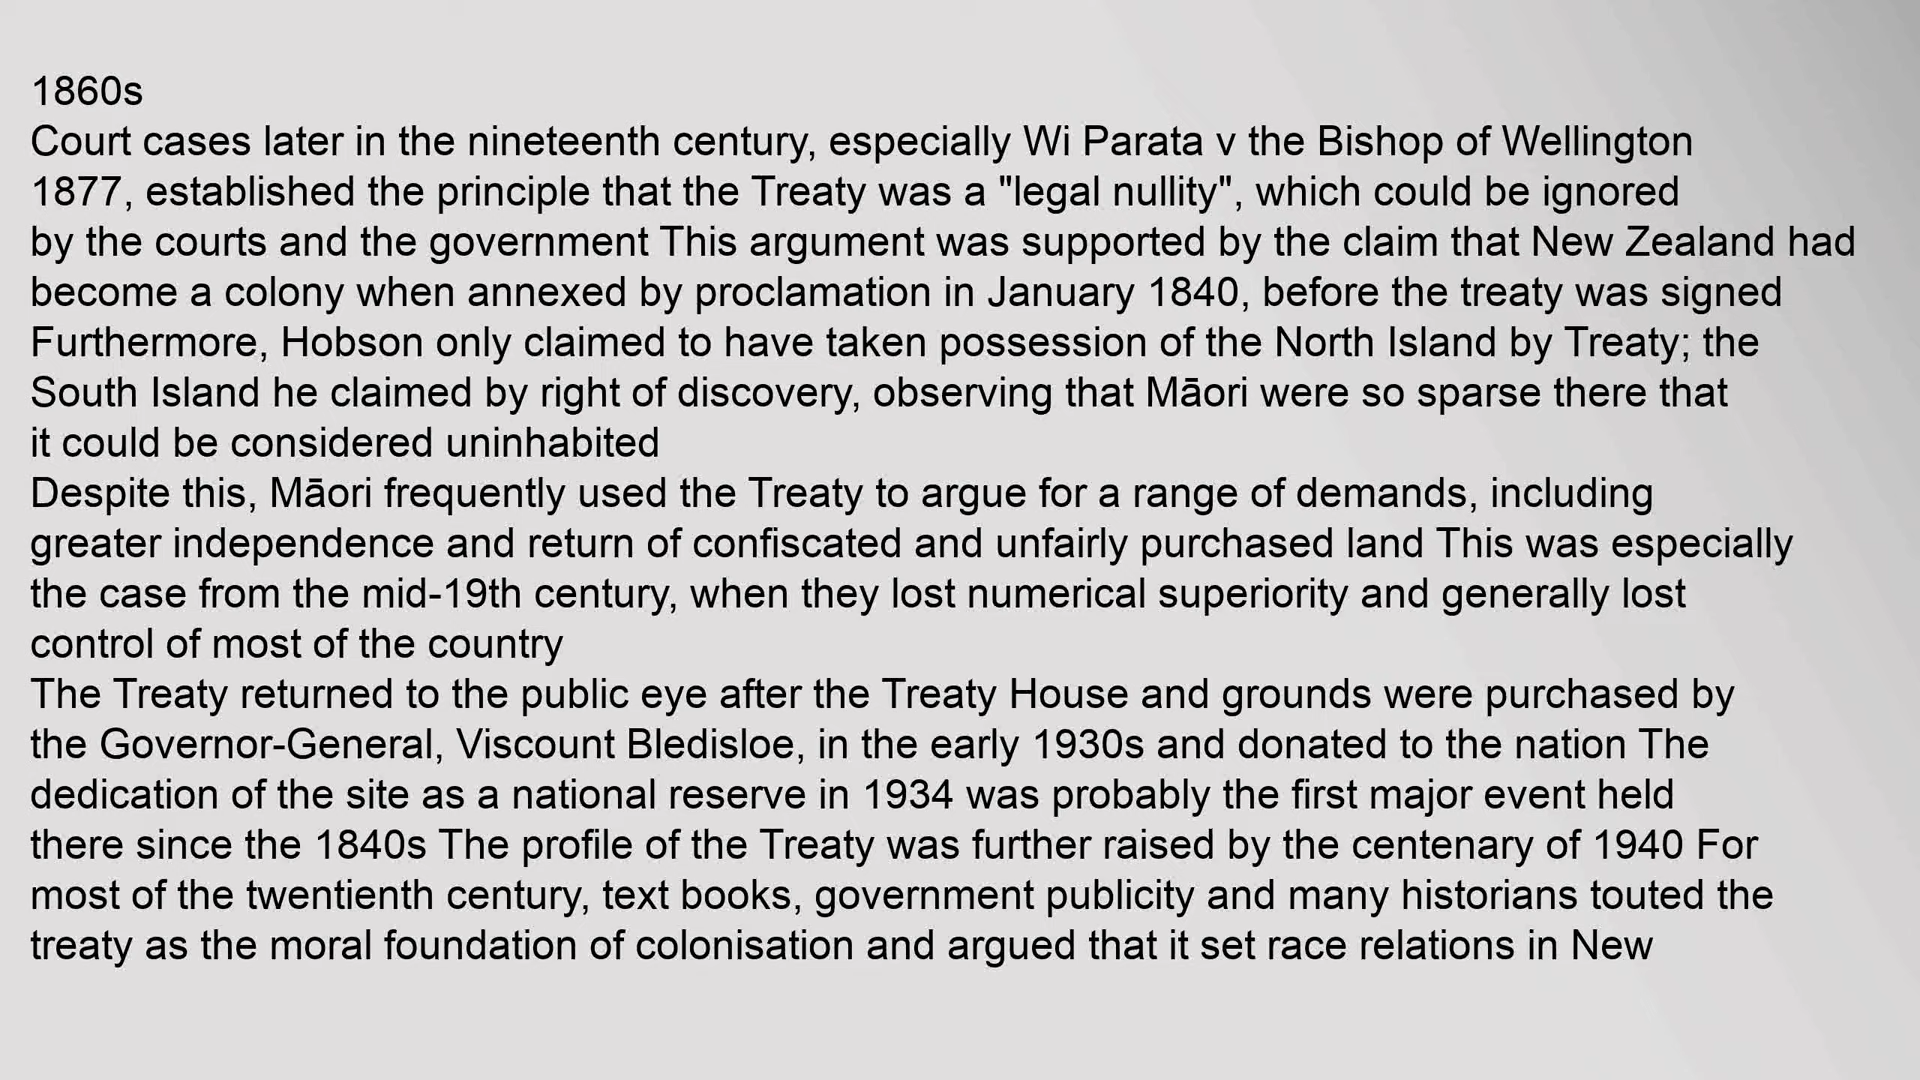 1860s
Court cases later in the nineteenth century, especially Wi Parata v the Bishop of Wellington
1877, established the principle that the Treaty was a "legal nullity", which could be ignored
by the courts and the government This argument was supported by the claim that New Zealand had
become a colony when annexed by proclamation in January 1840, before the treaty was signed
Furthermore, Hobson only claimed to have taken possession of the North Island by Treaty; the
South Island he claimed by right of discovery, observing that Māori were so sparse there that
it could be considered uninhabited
Despite this, Māori frequently used the Treaty to argue for a range of demands, including
greater independence and return of confiscated and unfairly purchased land This was especially
the case from the mid-19th century, when they lost numerical superiority and generally lost
control of most of the country
The Treaty returned to the public eye after the Treaty House and grounds were purchased by
the Governor-General, Viscount Bledisloe, in the early 1930s and donated to the nation The
dedication of the site as a national reserve in 1934 was probably the first major event held
there since the 1840s The profile of the Treaty was further raised by the centenary of 1940 For
most of the twentieth century, text books, government publicity and many historians touted the
treaty as the moral foundation of colonisation and argued that it set race relations in New